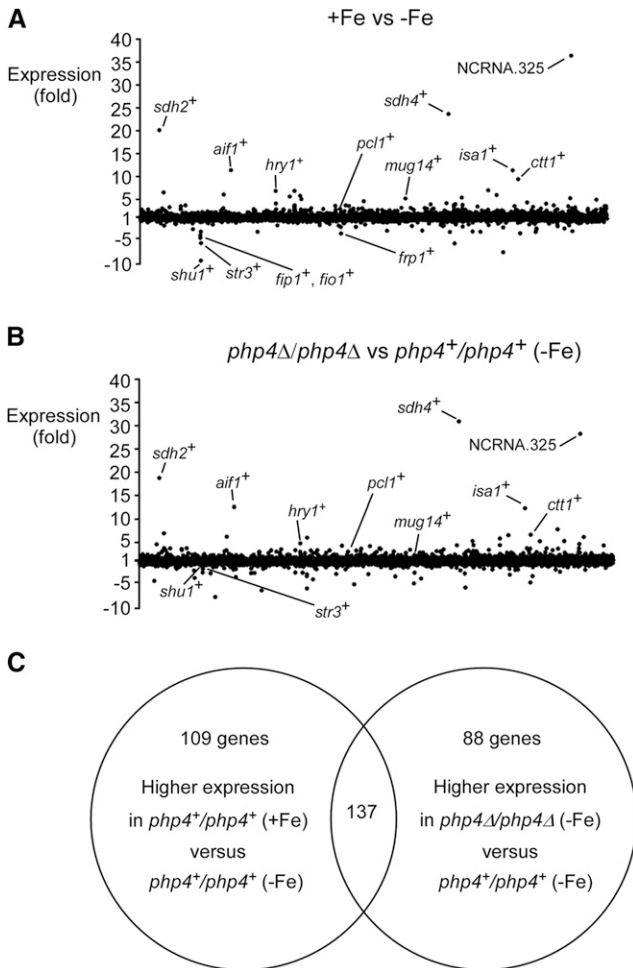 A
+Fe vs -Fe
Expression
(fold)
40
35
30
25
20
15
10
5
1
-5
-10
sdh2+
aif1+
hry1+
pcl1+
sdh4+
mug14+
NCRNA.325
isa1+
ctt1+
shu1+
str3+
fip1+, fio1+
frp1+
B
php4Δ/php4Δ vs php4+/php4+ (-Fe)
Expression
(fold)
40
35
30
25
20
15
10
5
1
-5
-10
sdh2+
aif1+
hry1+
pcl1+
sdh4+
mug14+
NCRNA.325
isa1+
ctt1+
shu1+
str3+
C
109 genes
Higher expression
in php4+/php4+ (+Fe)
versus
php4+/php4+ (-Fe)
137
88 genes
Higher expression
in php4Δ/php4Δ (-Fe)
versus
php4+/php4+ (-Fe)